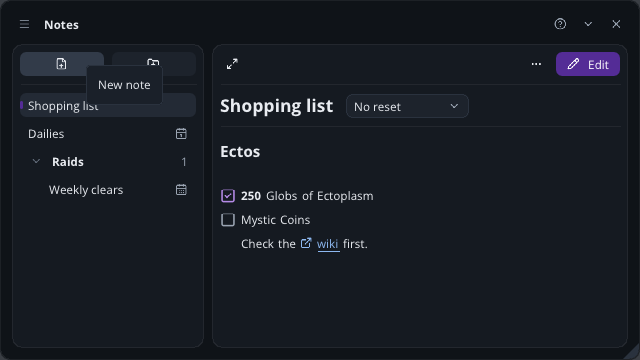 Notes
New note
Shopping list
Dailies
Raids 1
Weekly clears
Edit
Shopping list No reset
Ectos
250 Globs of Ectoplasm
Mystic Coins
Check the wiki first.